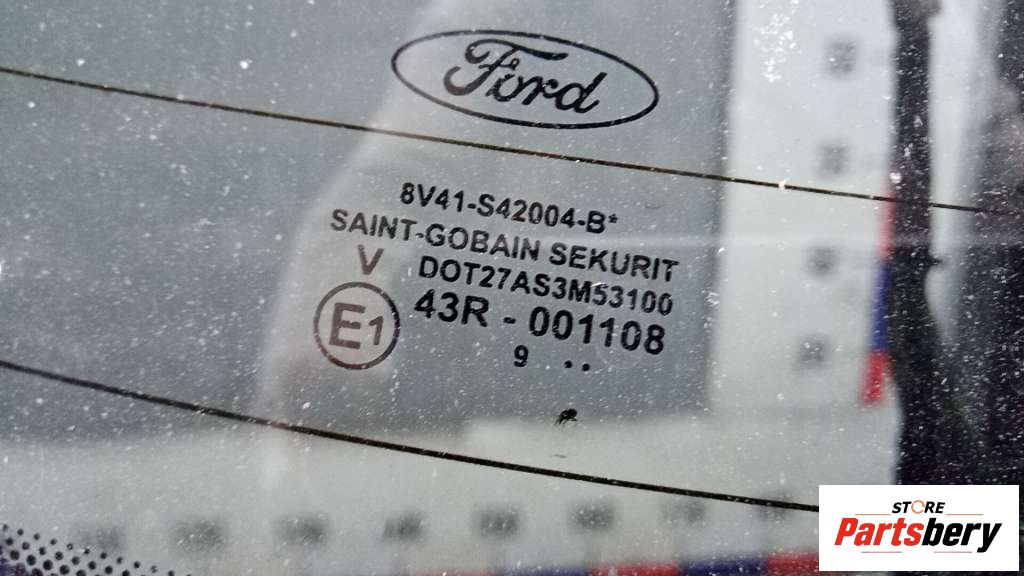 Ford
8V41-S42004-B*
SAINT-GOBAIN SEKURIT
V DOT27AS3M53100
E1 43R - 001108
9 ..
STORE
Partsbery